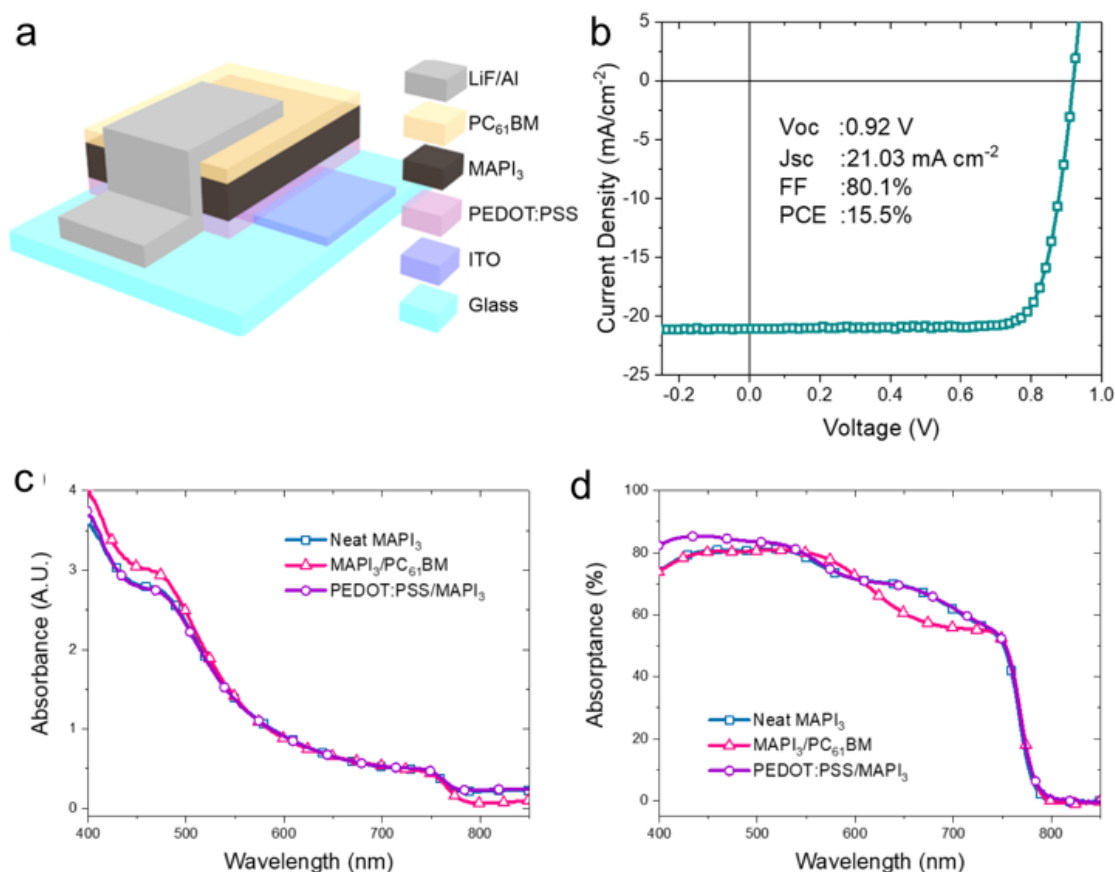 a
LiF/Al
PC₆₁BM
MAPI₃
PEDOT:PSS
ITO
Glass
b
5
0
-5
-10
-15
-20
-25
Current Density (mA/cm⁻²)
Voc :0.92 V
Jsc :21.03 mA cm⁻²
FF :80.1%
PCE :15.5%
-0.2 0.0 0.2 0.4 0.6 0.8 1.0
Voltage (V)
c
4
3
2
1
0
Absorbance (A.U.)
Neat MAPI₃
MAPI₃/PC₆₁BM
PEDOT:PSS/MAPI₃
400 500 600 700 800
Wavelength (nm)
d
100
80
60
40
20
0
Absorptance (%)
Neat MAPI₃
MAPI₃/PC₆₁BM
PEDOT:PSS/MAPI₃
400 500 600 700 800
Wavelength (nm)